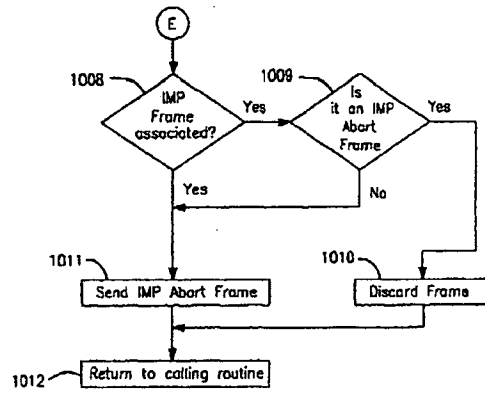 E
1008
IMP
Frame
associated?
Yes
1009
Is
it an IMP
Abort
Frame
Yes
Yes
No
1011
Send IMP Abort Frame
1010
Discard Frame
1012
Return to calling routine